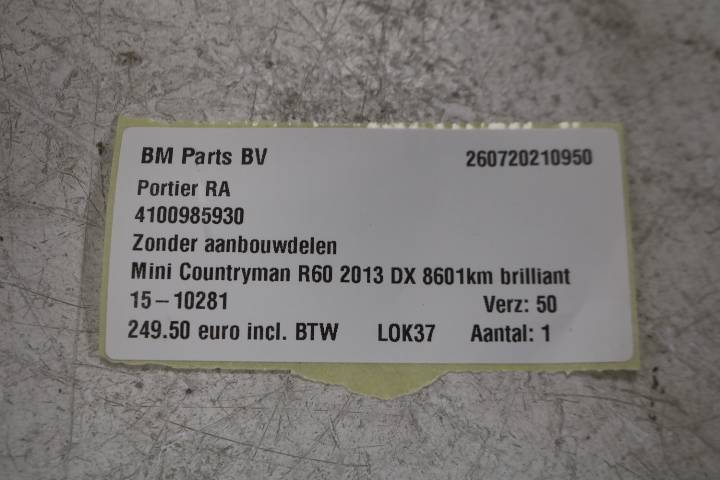 BM Parts BV 260720210950
Portier RA
4100985930
Zonder aanbouwdelen
Mini Countryman R60 2013 DX 8601km brilliant
15-10281 Verz: 50
249.50 euro incl. BTW LOK37 Aantal: 1